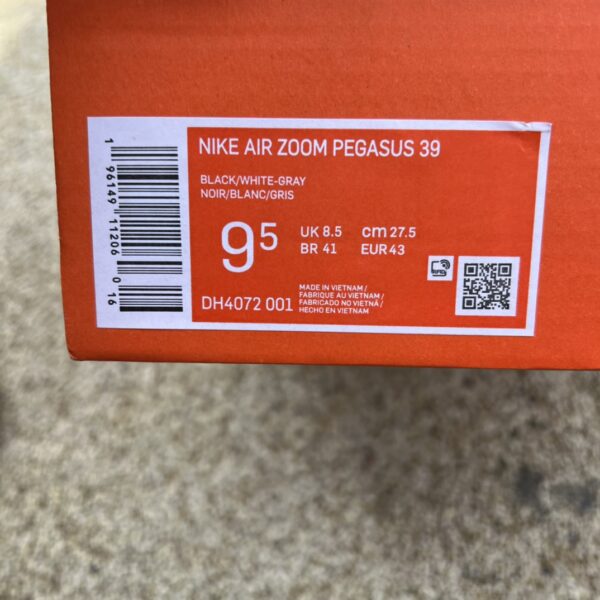 NIKE AIR ZOOM PEGASUS 39
BLACK/WHITE-GRAY
NOIR/BLANC/GRIS
9⁵
UK 8.5 cm 27.5
BR 41 EUR 43
DH4072 001
MADE IN VIETNAM /
FABRIQUE AU VIETNAM /
FABRICADO NO VIETNÃ /
HECHO EN VIETNAM
1 96149 11206 0 16